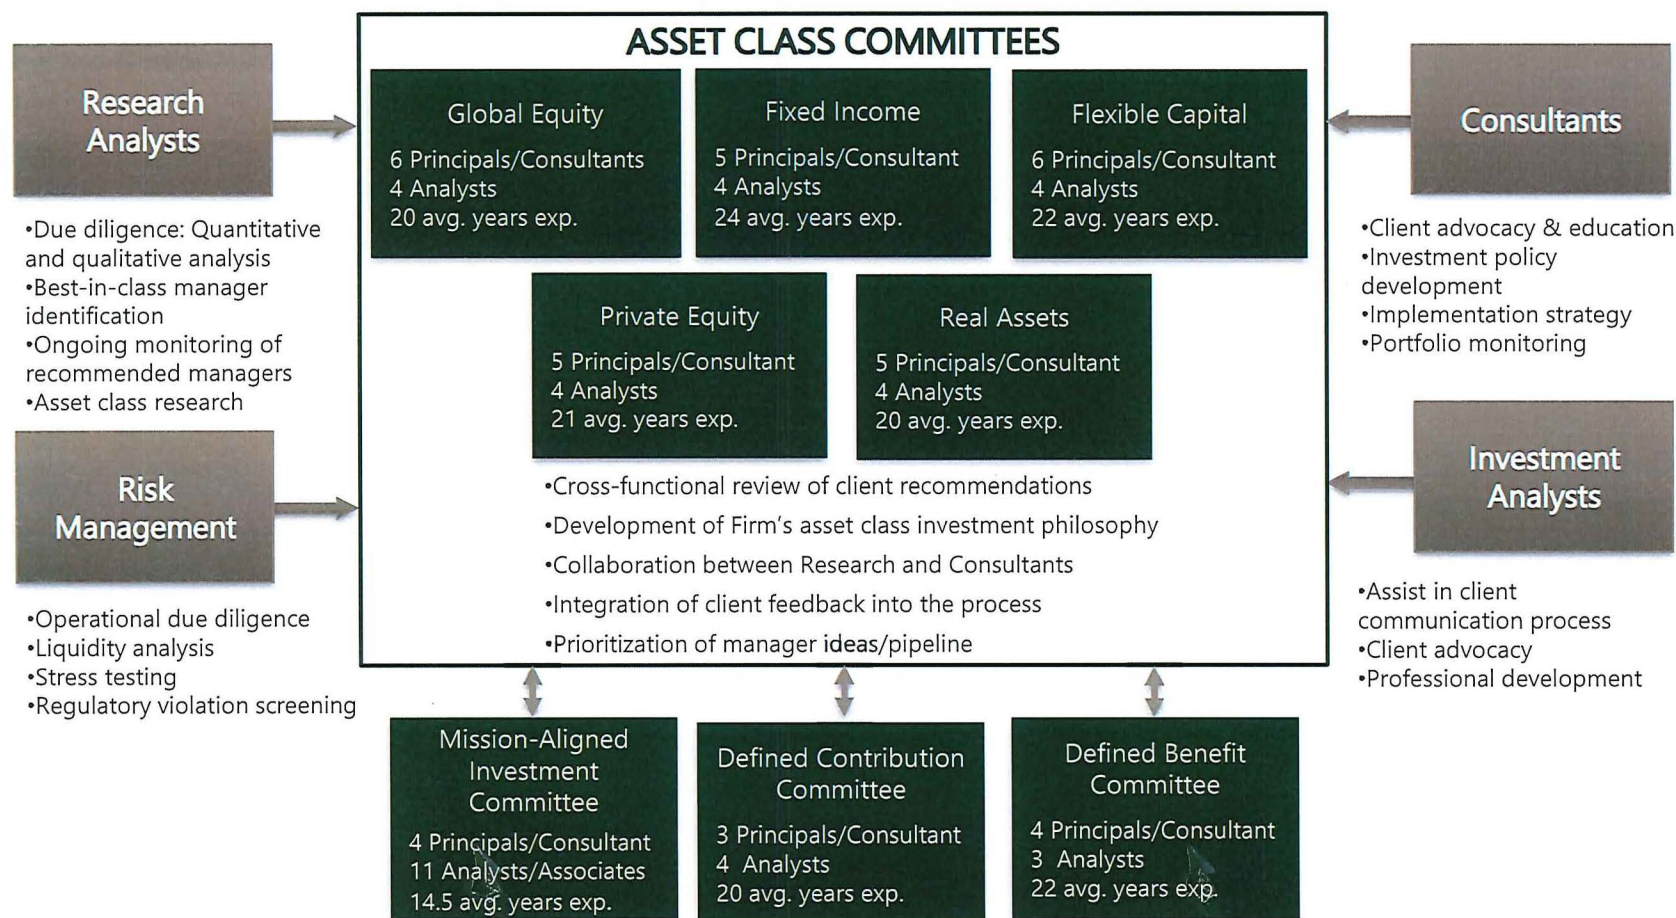 ASSET CLASS COMMITTEES
Research
Analysts
•Due diligence: Quantitative
and qualitative analysis
•Best-in-class manager
identification
•Ongoing monitoring of
recommended managers
•Asset class research
Risk
Management
•Operational due diligence
•Liquidity analysis
•Stress testing
•Regulatory violation screening
Global Equity
6 Principals/Consultants
4 Analysts
20 avg. years exp.
Fixed Income
5 Principals/Consultant
4 Analysts
24 avg. years exp.
Flexible Capital
6 Principals/Consultant
4 Analysts
22 avg. years exp.
Private Equity
5 Principals/Consultant
4 Analysts
21 avg. years exp.
Real Assets
5 Principals/Consultant
4 Analysts
20 avg. years exp.
•Cross-functional review of client recommendations
•Development of Firm's asset class investment philosophy
•Collaboration between Research and Consultants
•Integration of client feedback into the process
•Prioritization of manager ideas/pipeline
Consultants
•Client advocacy & education
•Investment policy
development
•Implementation strategy
•Portfolio monitoring
Investment
Analysts
•Assist in client
communication process
•Client advocacy
•Professional development
Mission-Aligned
Investment
Committee
4 Principals/Consultant
11 Analysts/Associates
14.5 avg. years exp.
Defined Contribution
Committee
3 Principals/Consultant
4 Analysts
20 avg. years exp.
Defined Benefit
Committee
4 Principals/Consultant
3 Analysts
22 avg. years exp.